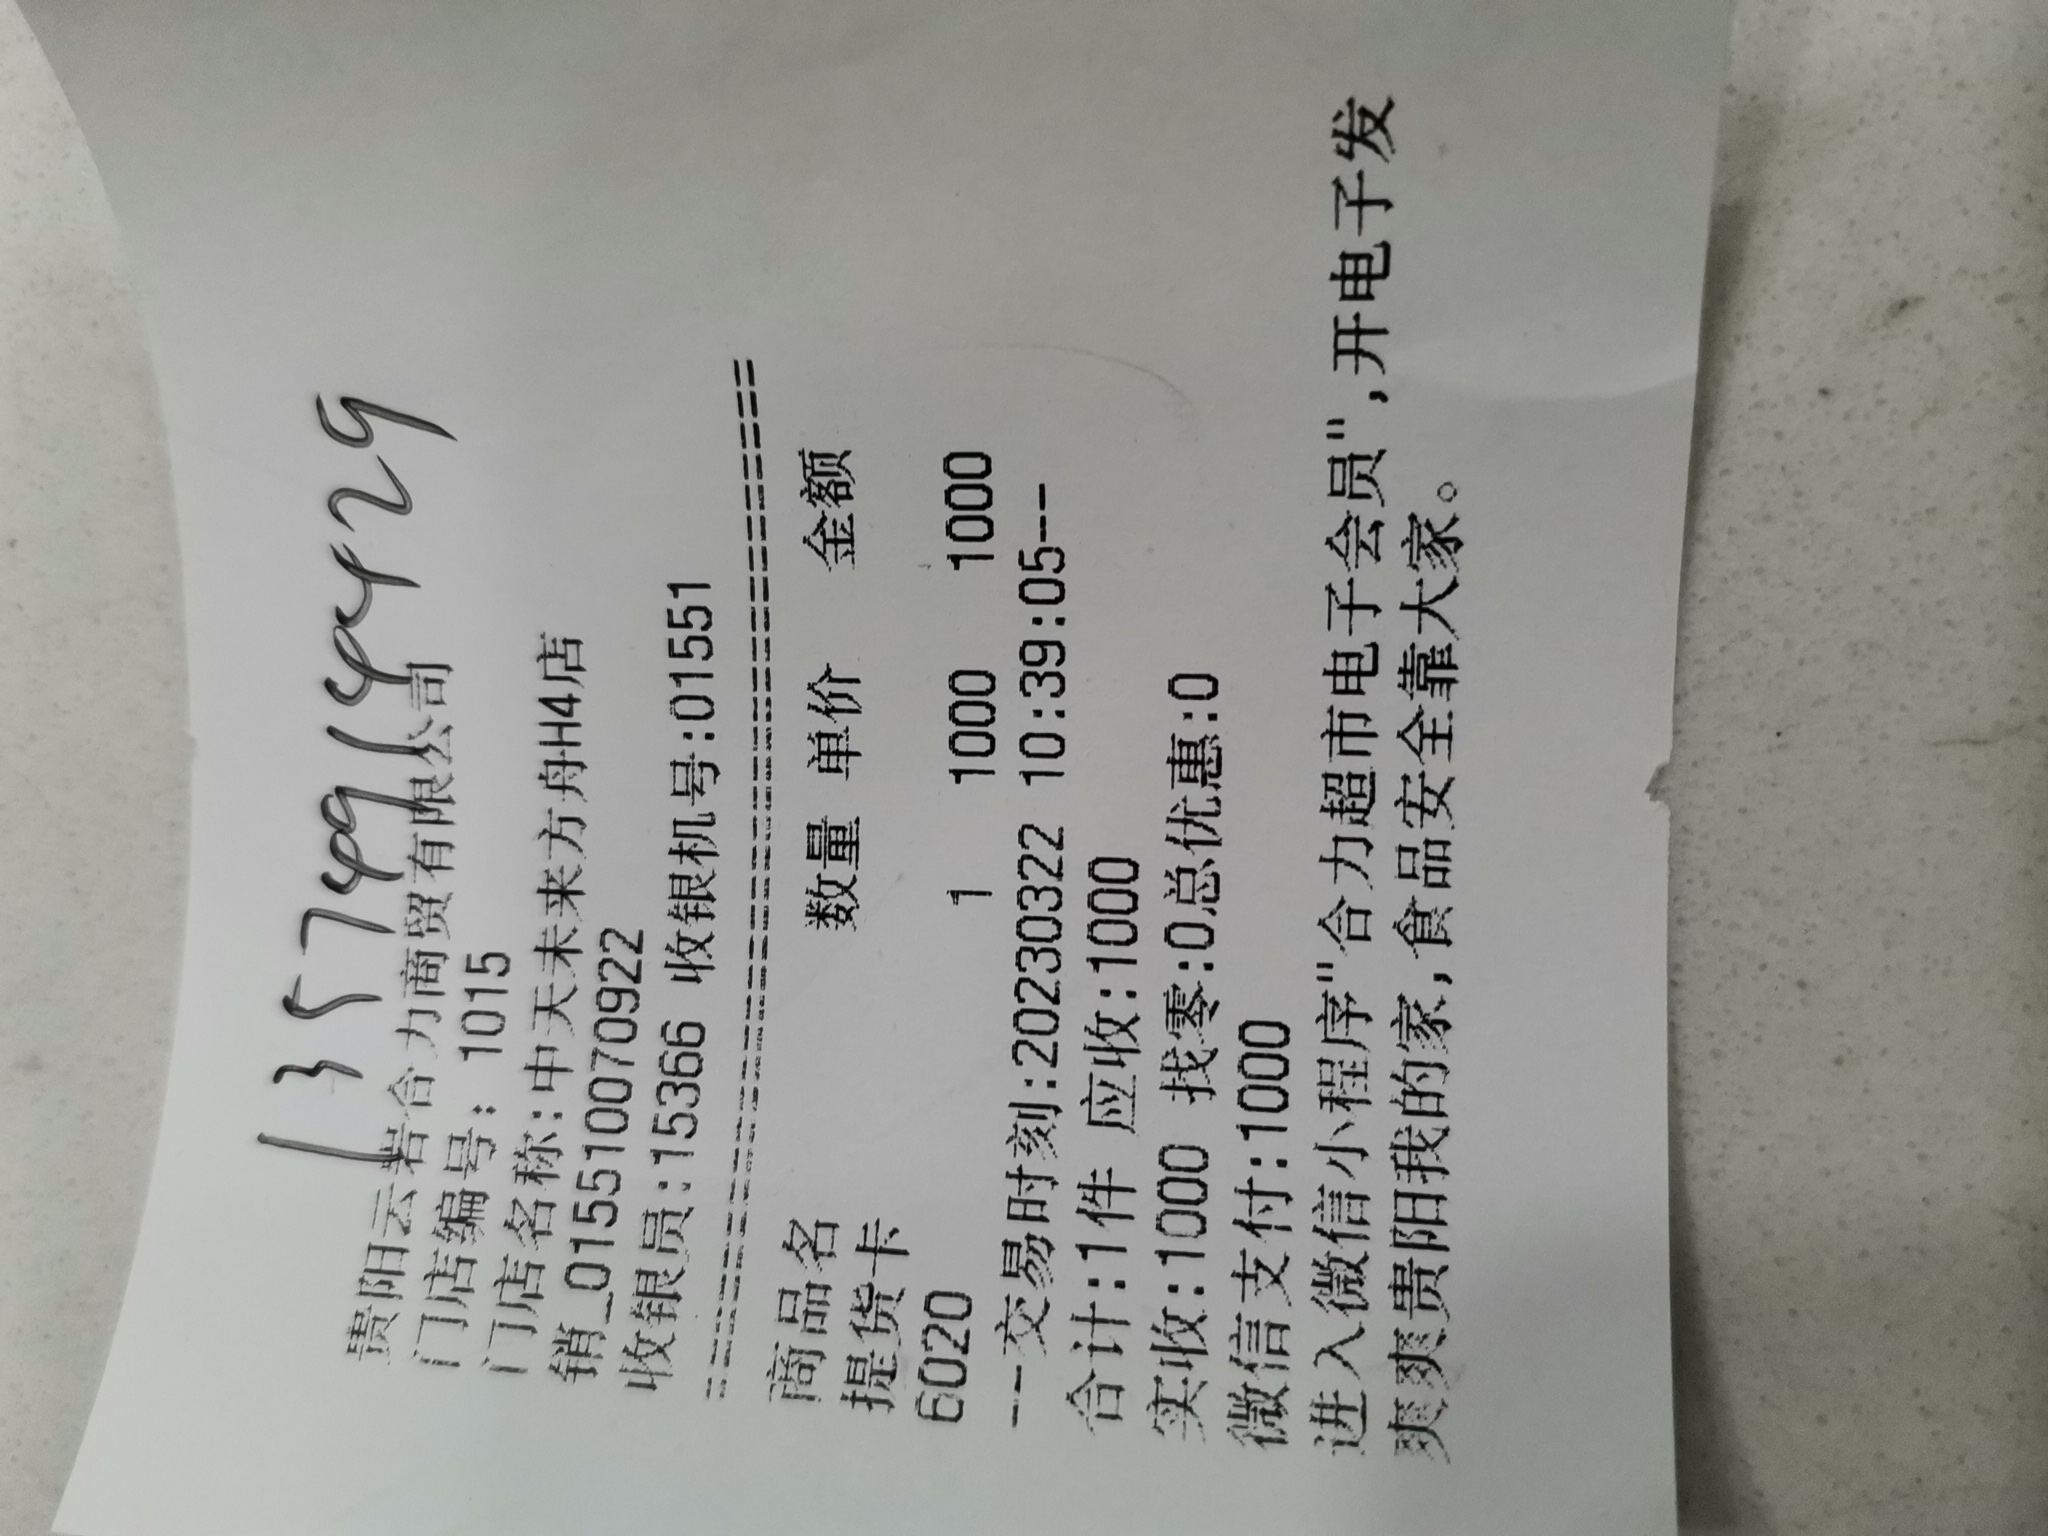 13574914429
贵阳云岩合力商贸有限公司
门店编号: 1015
门店名称:中天未来方舟H4店
销_015510070922
收银员:15366 收银机号:01551
================================
商品名 数量 单价 金额
提货卡
6020 1 1000 1000
--交易时刻:20230322 10:39:05---
合计:1件 应收:1000
实收:1000 找零:0总优惠:0
微信支付:1000
进入微信小程序"合力超市电子会员",开电子发
爽爽贵阳我的家,食品安全靠大家。